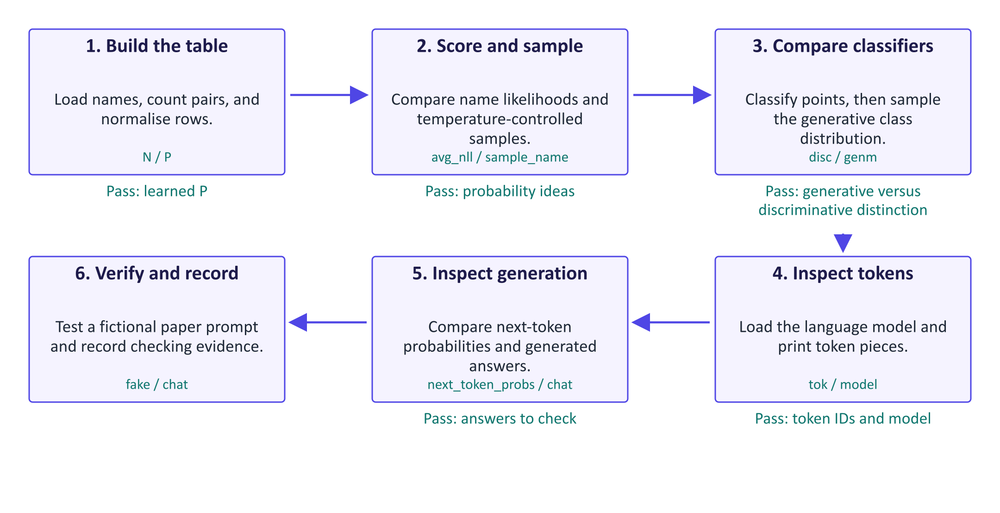 1. Build the table
Load names, count pairs, and
normalise rows.
N / P
Pass: learned P
2. Score and sample
Compare name likelihoods and
temperature-controlled
samples.
avg_nll / sample_name
Pass: probability ideas
3. Compare classifiers
Classify points, then sample
the generative class
distribution.
disc / genm
Pass: generative versus
discriminative distinction
4. Inspect tokens
Load the language model and
print token pieces.
tok / model
Pass: token IDs and model
5. Inspect generation
Compare next-token
probabilities and generated
answers.
next_token_probs / chat
Pass: answers to check
6. Verify and record
Test a fictional paper prompt
and record checking evidence.
fake / chat